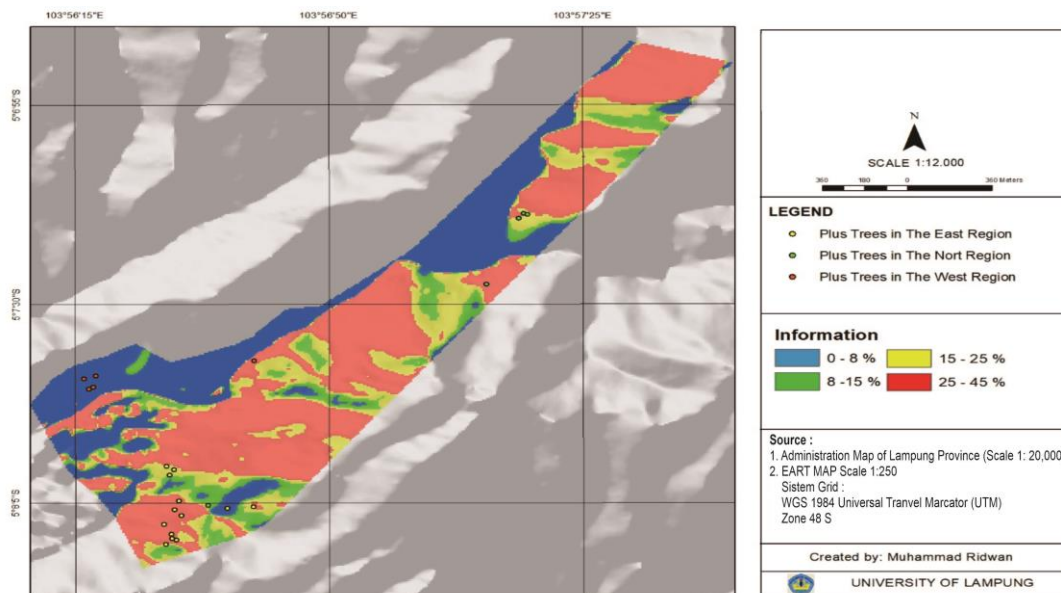 103°56'15"E 103°56'50"E 103°57'25"E
5°6'55"S
5°7'30"S
N
SCALE 1:12.000
360 180 0 360 Meters
LEGEND
Plus Trees in The East Region
Plus Trees in The Nort Region
Plus Trees in The West Region
Information
0 - 8 % 15 - 25 %
8 -15 % 25 - 45 %
Source :
1. Administration Map of Lampung Province (Scale 1: 20,000
2. EART MAP Scale 1:250
Sistem Grid :
WGS 1984 Universal Tranvel Marcator (UTM)
Zone 48 S
Created by: Muhammad Ridwan
UNIVERSITY OF LAMPUNG